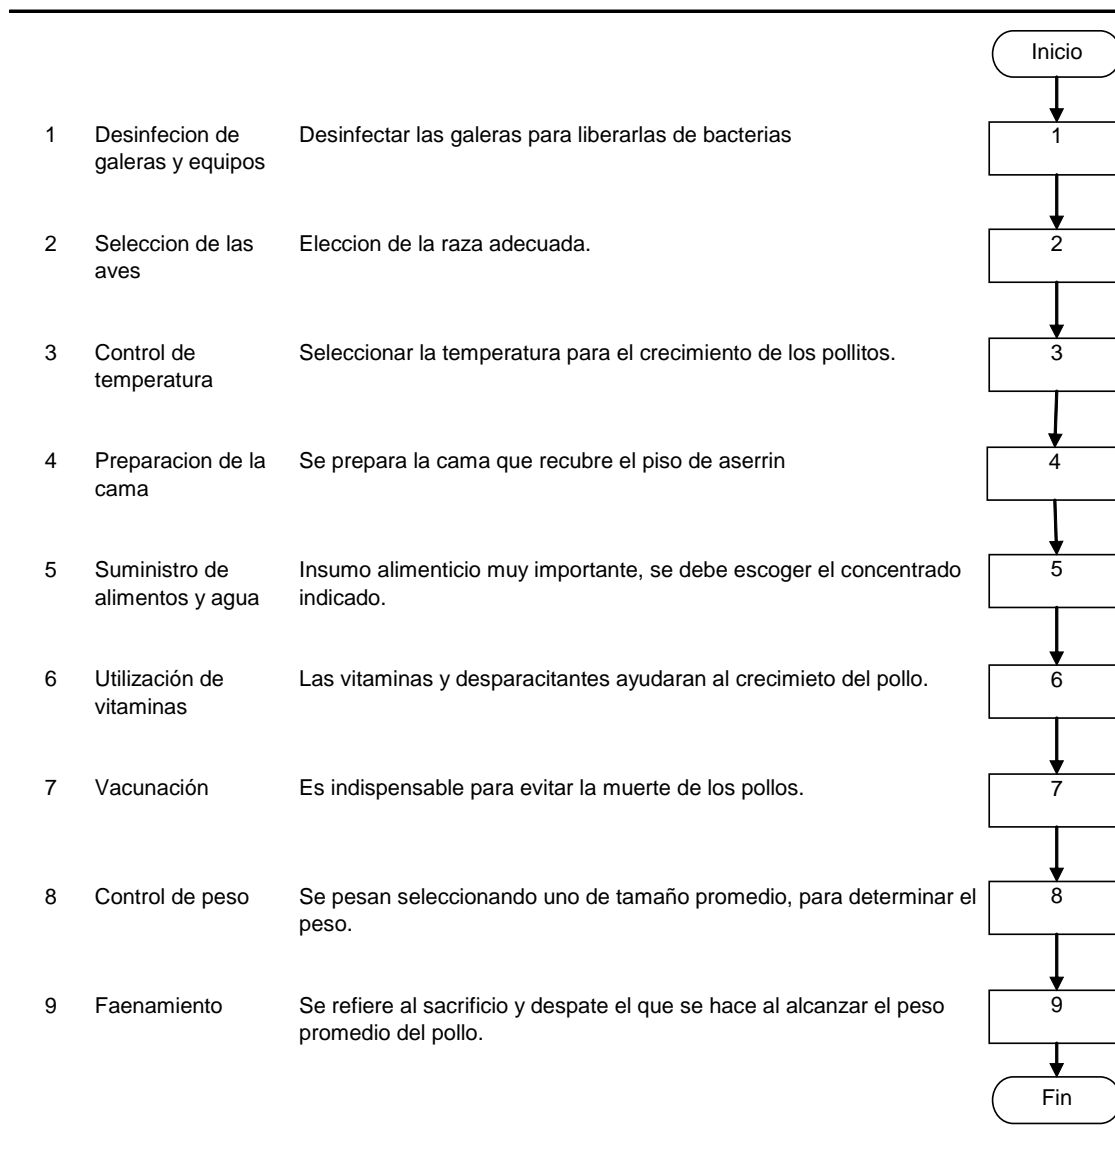 Inicio
1 Desinfecion de Desinfectar las galeras para liberarlas de bacterias 1
galeras y equipos
2 Seleccion de las Eleccion de la raza adecuada. 2
aves
3 Control de Seleccionar la temperatura para el crecimiento de los pollitos. 3
temperatura
4 Preparacion de la Se prepara la cama que recubre el piso de aserrin 4
cama
5 Suministro de Insumo alimenticio muy importante, se debe escoger el concentrado 5
alimentos y agua indicado.
6 Utilización de Las vitaminas y desparacitantes ayudaran al crecimieto del pollo. 6
vitaminas
7 Vacunación Es indispensable para evitar la muerte de los pollos. 7
8 Control de peso Se pesan seleccionando uno de tamaño promedio, para determinar el 8
peso.
9 Faenamiento Se refiere al sacrificio y despate el que se hace al alcanzar el peso 9
promedio del pollo.
Fin